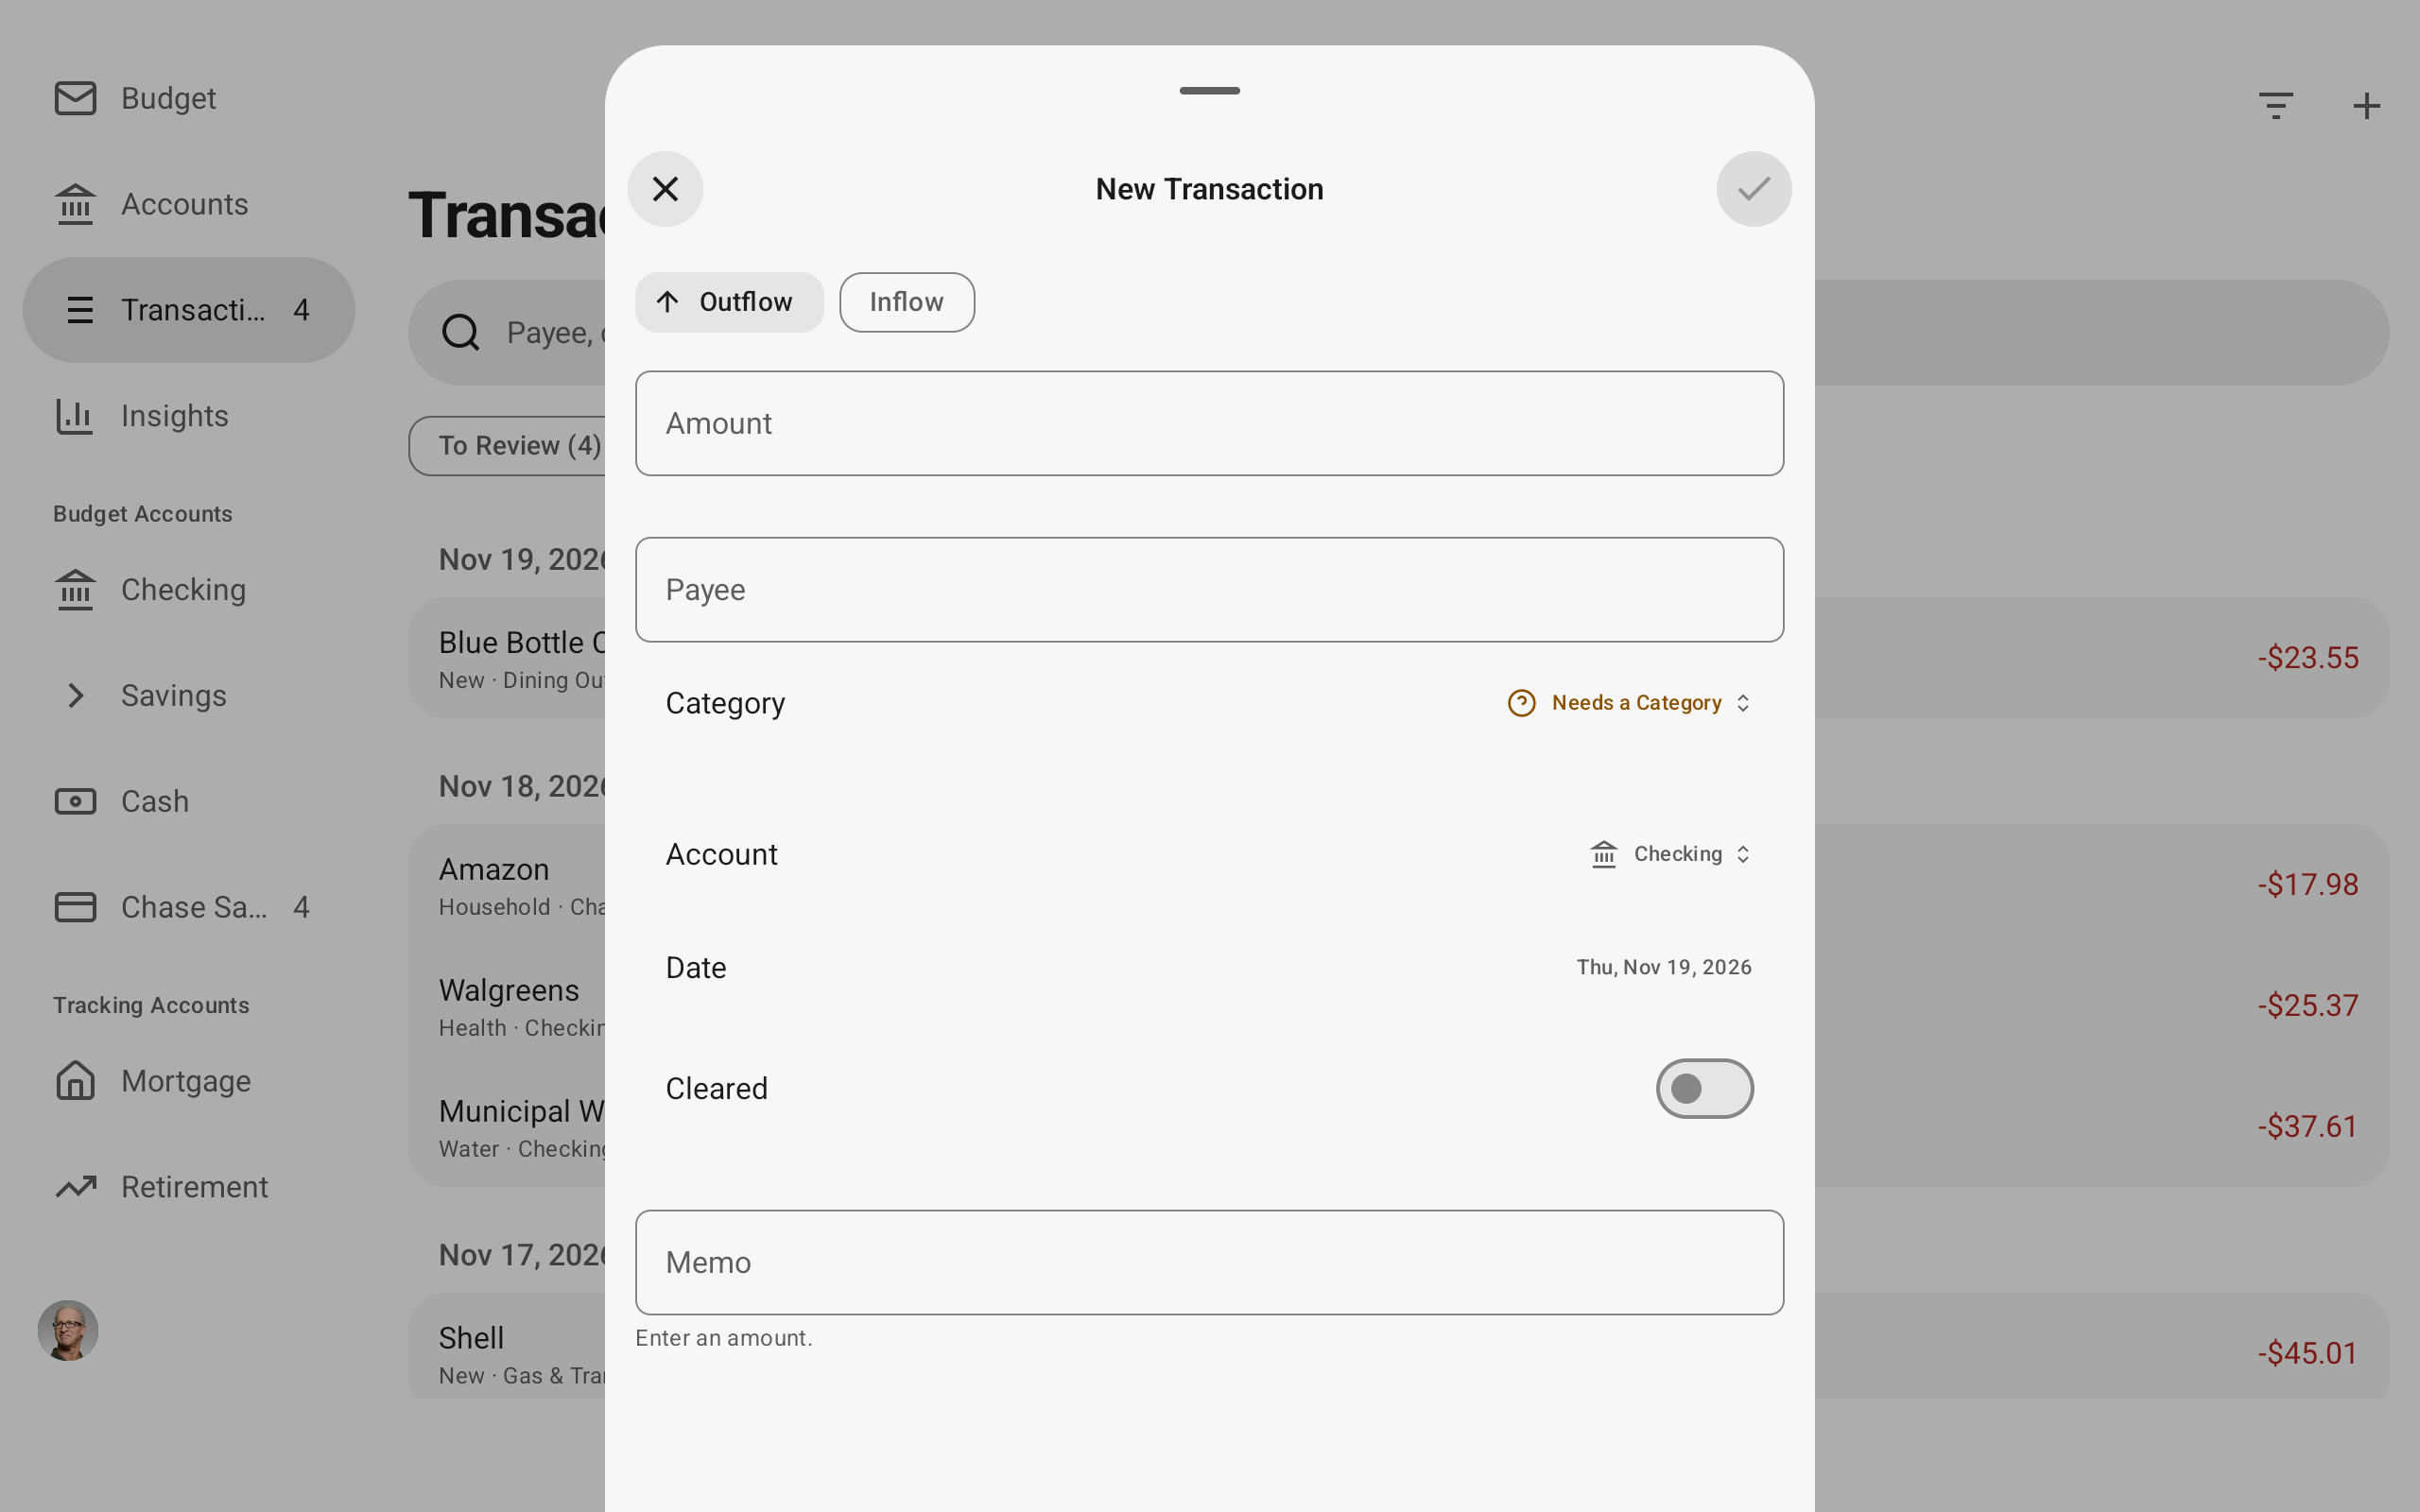 Budget
Accounts
Transacti... 4
Insights
Budget Accounts
Checking
Savings
Cash
Chase Sa... 4
Tracking Accounts
Mortgage
Retirement
Transac
Payee,
To Review (4)
Nov 19, 2026
Blue Bottle
New · Dining Out
-$23.55
Nov 18, 2026
Amazon
Household · Cha
-$17.98
Walgreens
Health · Checkin
-$25.37
Municipal W
Water · Checking
-$37.61
Nov 17, 2026
Shell
New · Gas & Tra
-$45.01
New Transaction
Outflow
Inflow
Amount
Payee
Category
Needs a Category
Account
Checking
Date
Thu, Nov 19, 2026
Cleared
Memo
Enter an amount.